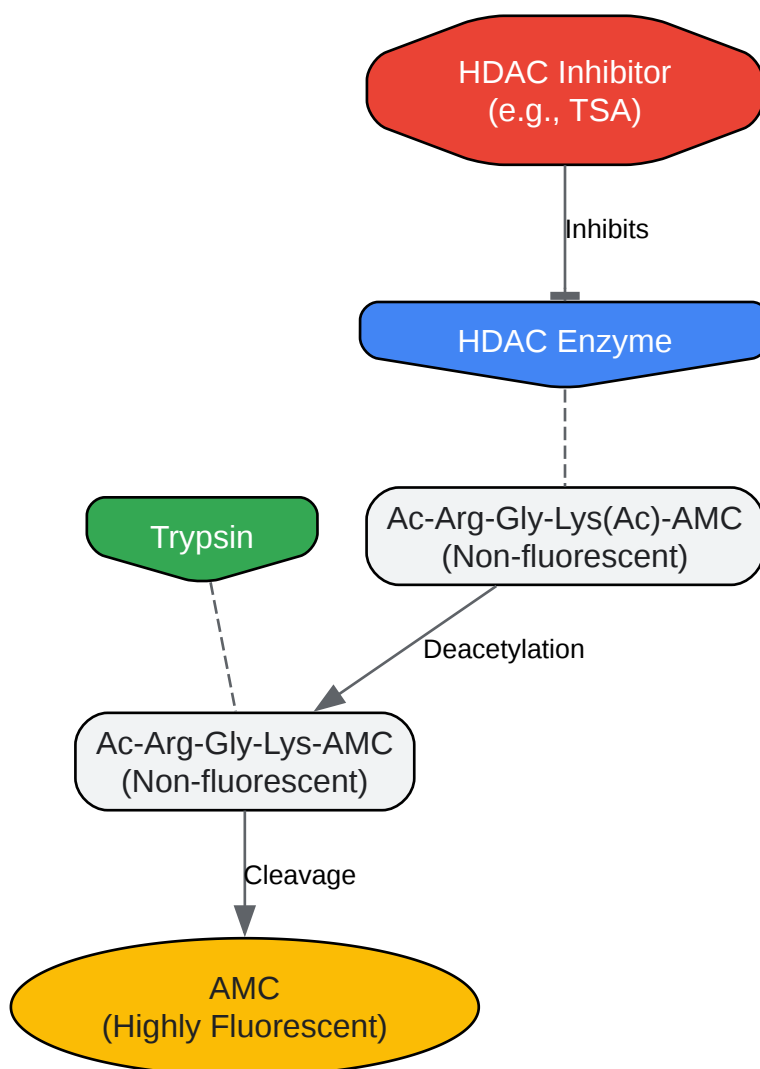 HDAC Inhibitor
(e.g., TSA)
Inhibits
HDAC Enzyme
Ac-Arg-Gly-Lys(Ac)-AMC
(Non-fluorescent)
Trypsin
Deacetylation
Ac-Arg-Gly-Lys-AMC
(Non-fluorescent)
Cleavage
AMC
(Highly Fluorescent)